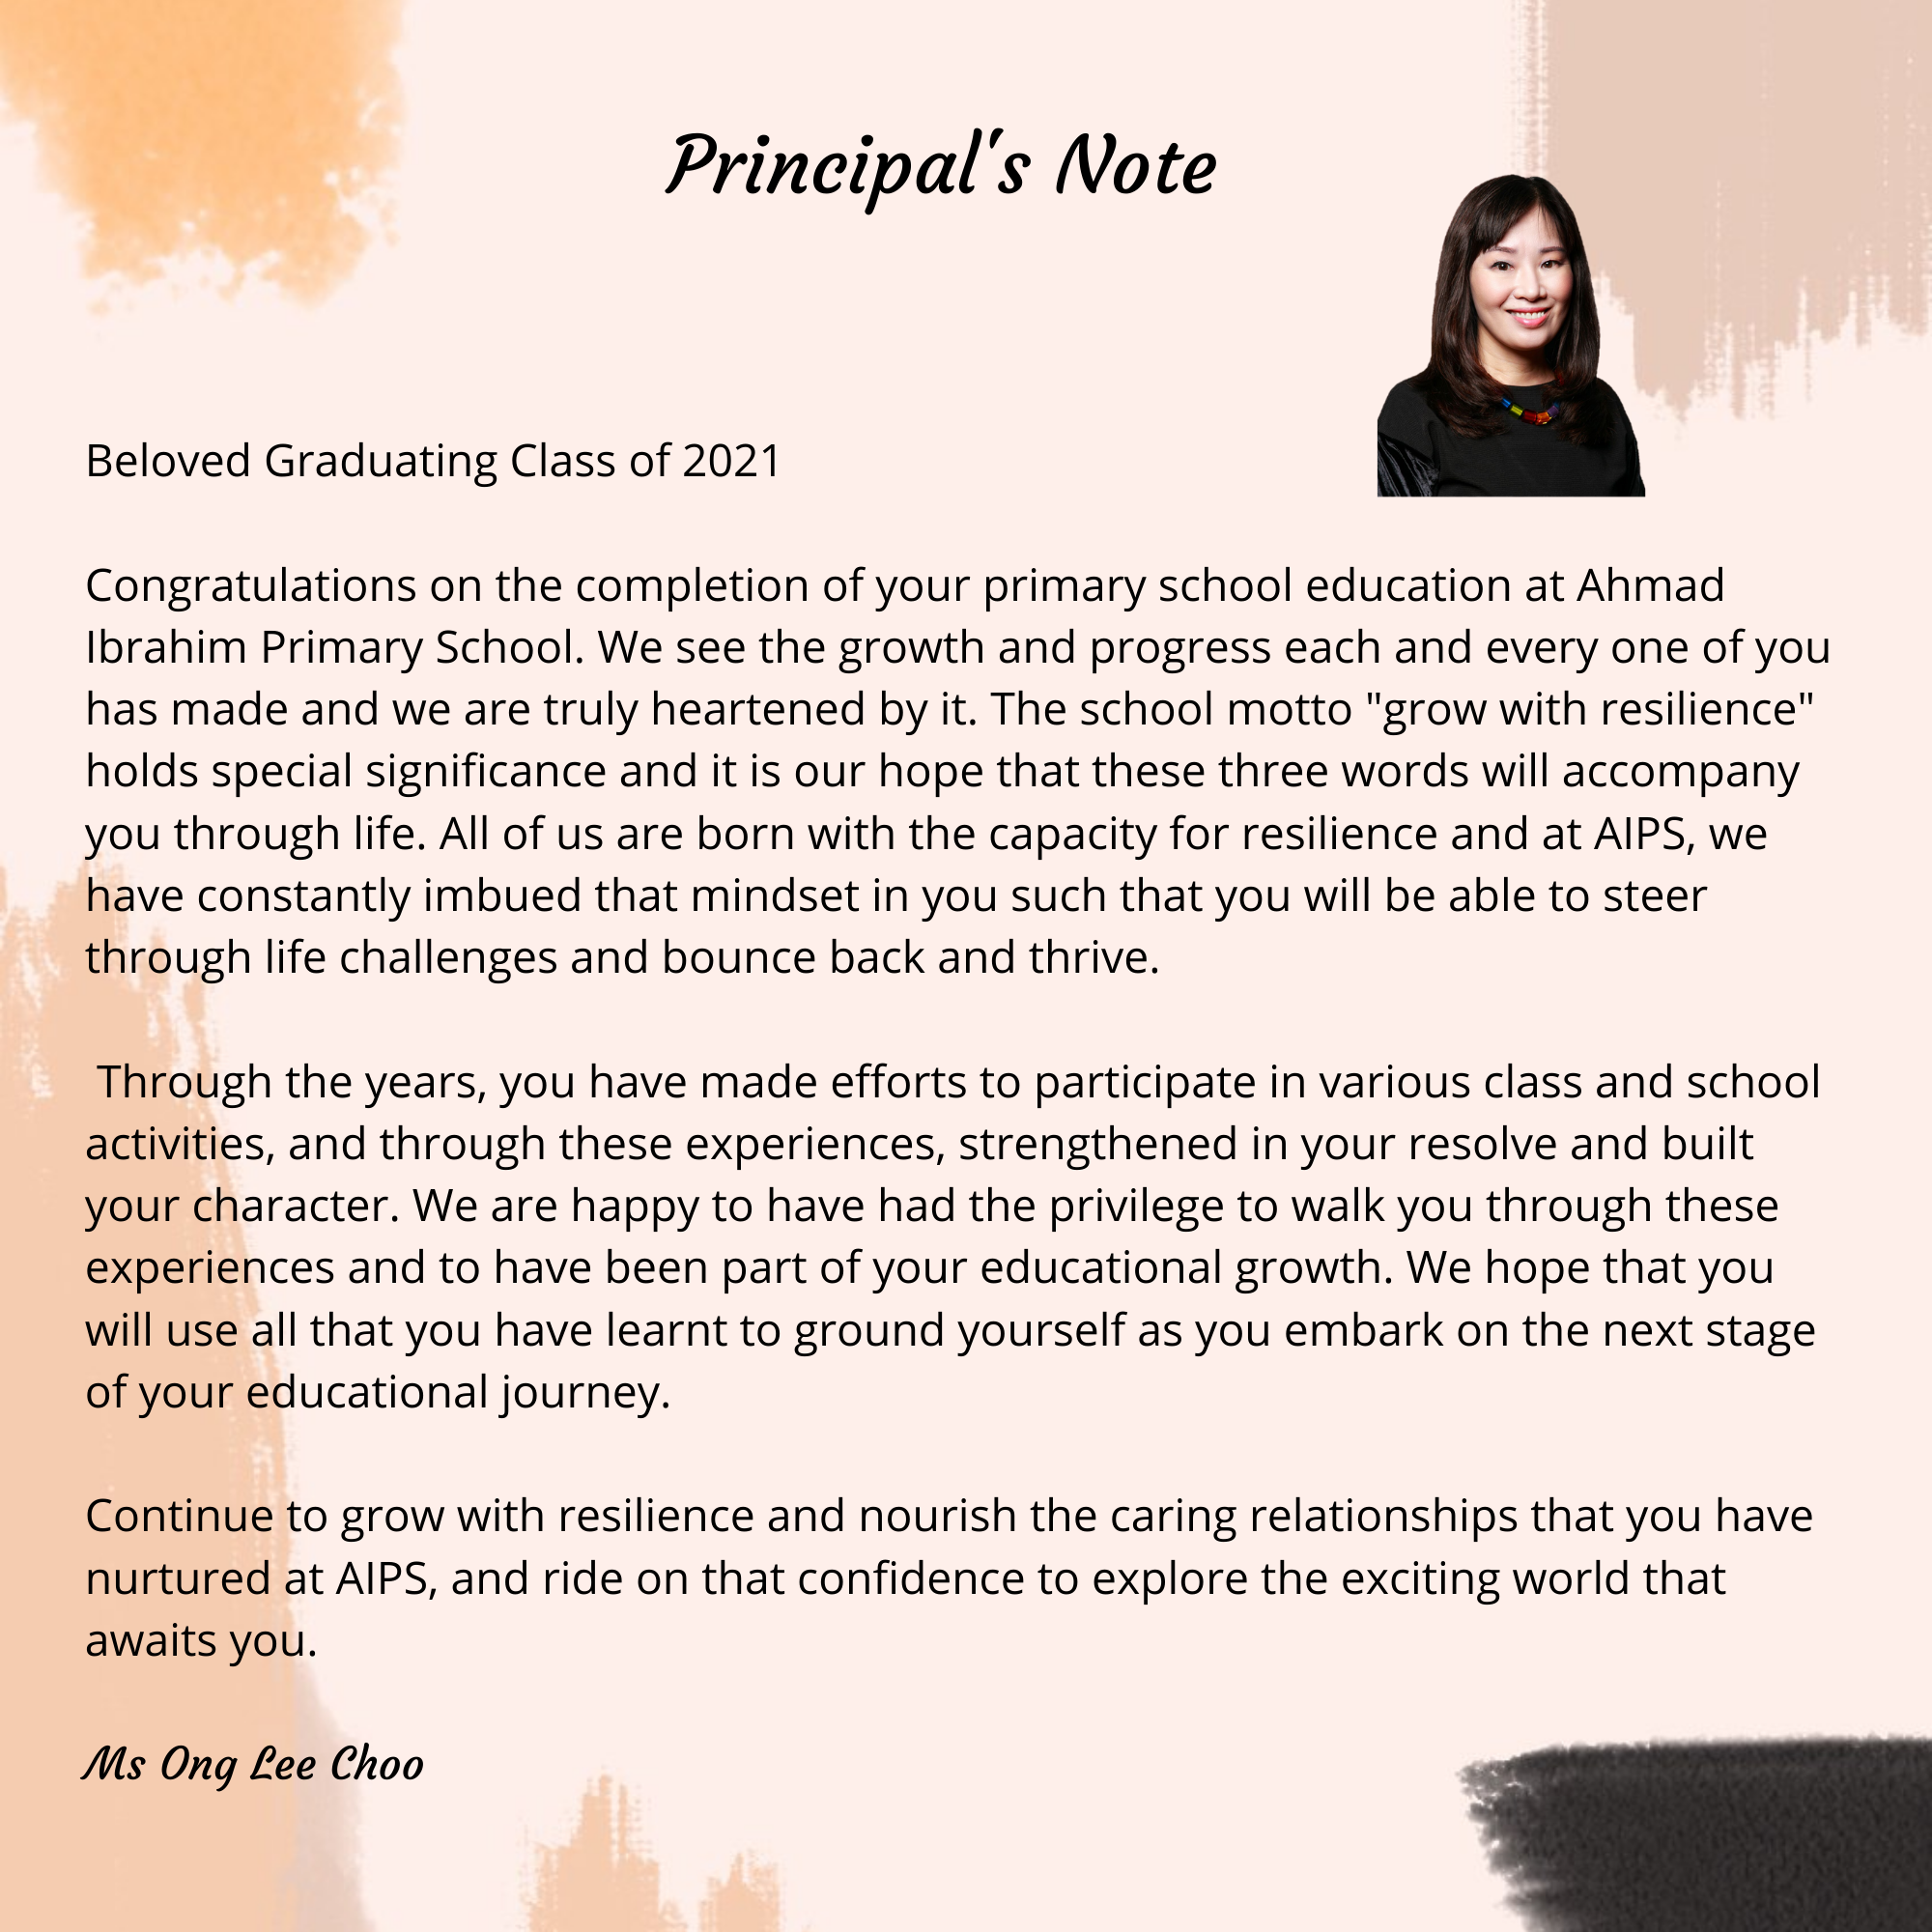 Principal's Note
Beloved Graduating Class of 2021
Congratulations on the completion of your primary school education at Ahmad
Ibrahim Primary School. We see the growth and progress each and every one of you
has made and we are truly heartened by it. The school motto "grow with resilience"
holds special significance and it is our hope that these three words will accompany
you through life. All of us are born with the capacity for resilience and at AIPS, we
have constantly imbued that mindset in you such that you will be able to steer
through life challenges and bounce back and thrive.
Through the years, you have made efforts to participate in various class and school
activities, and through these experiences, strengthened in your resolve and built
your character. We are happy to have had the privilege to walk you through these
experiences and to have been part of your educational growth. We hope that you
will use all that you have learnt to ground yourself as you embark on the next stage
of your educational journey.
Continue to grow with resilience and nourish the caring relationships that you have
nurtured at AIPS, and ride on that confidence to explore the exciting world that
awaits you.
Ms Ong Lee Choo